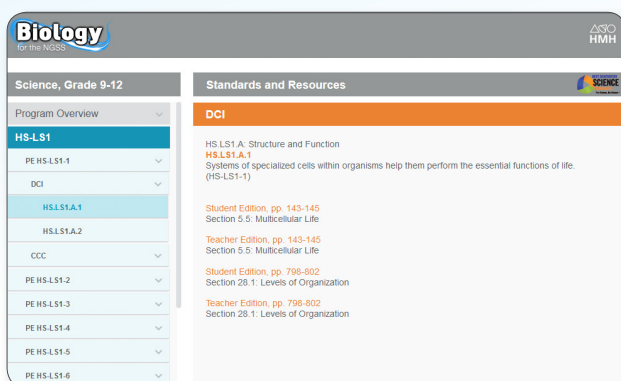 Biology
for the NGSS
HMH
Science, Grade 9-12
Program Overview
HS-LS1
PE HS-LS1-1
DCI
HS.LS1.A.1
HS.LS1.A.2
CCC
PE HS-LS1-2
PE HS-LS1-3
PE HS-LS1-4
PE HS-LS1-5
PE HS-LS1-6
Standards and Resources
SCIENCE
DCI
HS.LS1.A: Structure and Function
HS.LS1.A.1
Systems of specialized cells within organisms help them perform the essential functions of life.
(HS-LS1-1)
Student Edition, pp. 143-145
Section 5.5: Multicellular Life
Teacher Edition, pp. 143-145
Section 5.5: Multicellular Life
Student Edition, pp. 798-802
Section 28.1: Levels of Organization
Teacher Edition, pp. 798-802
Section 28.1: Levels of Organization